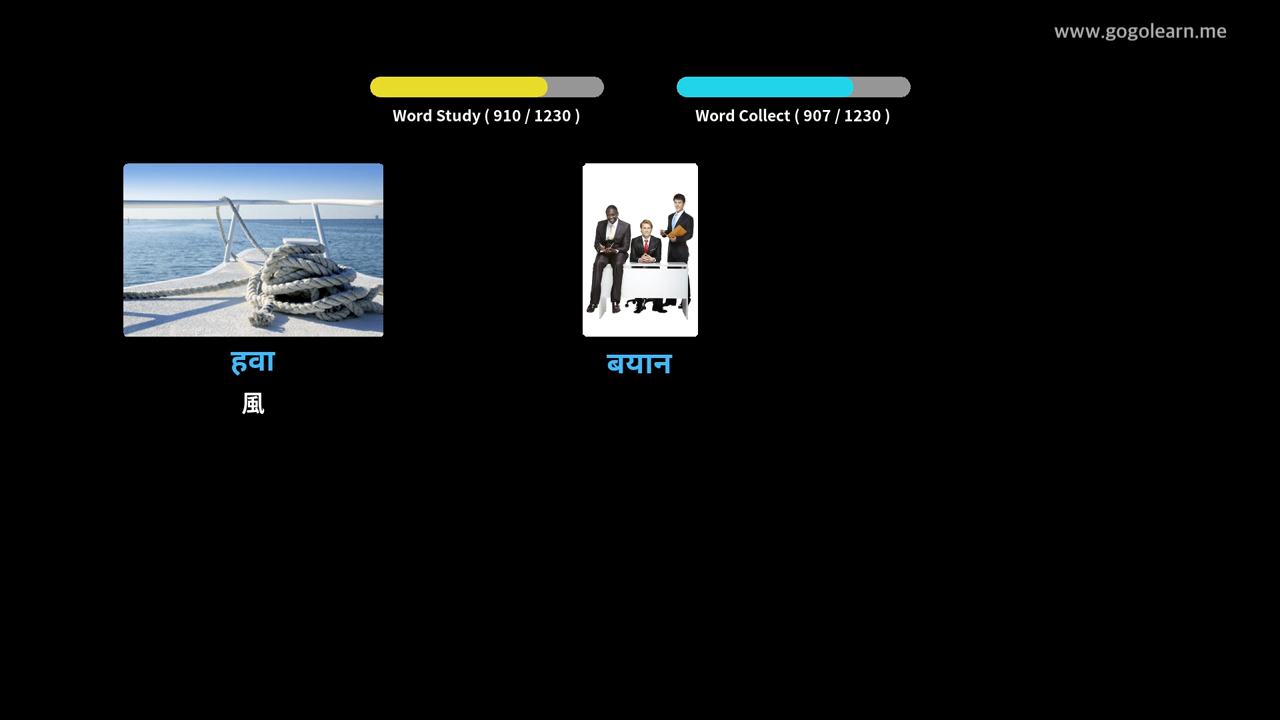 www.gogolearn.me
Word Study ( 910 / 1230 )
Word Collect ( 907 / 1230 )
हवा
風
बयान